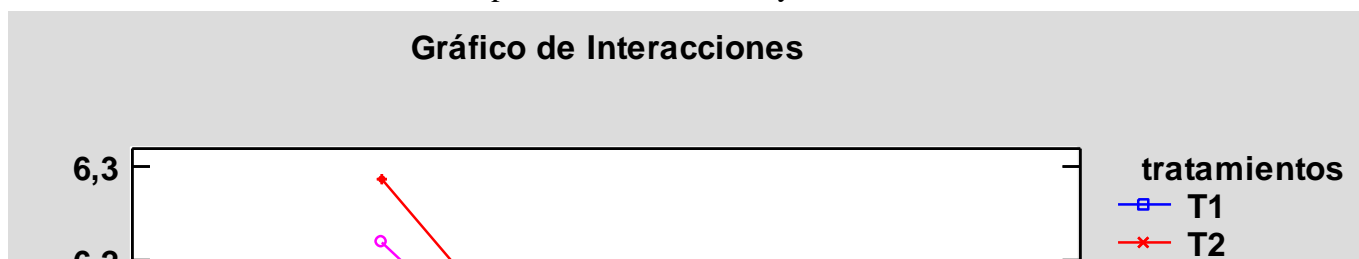 Gráfico de Interacciones
6,3
tratamientos
T1
T2